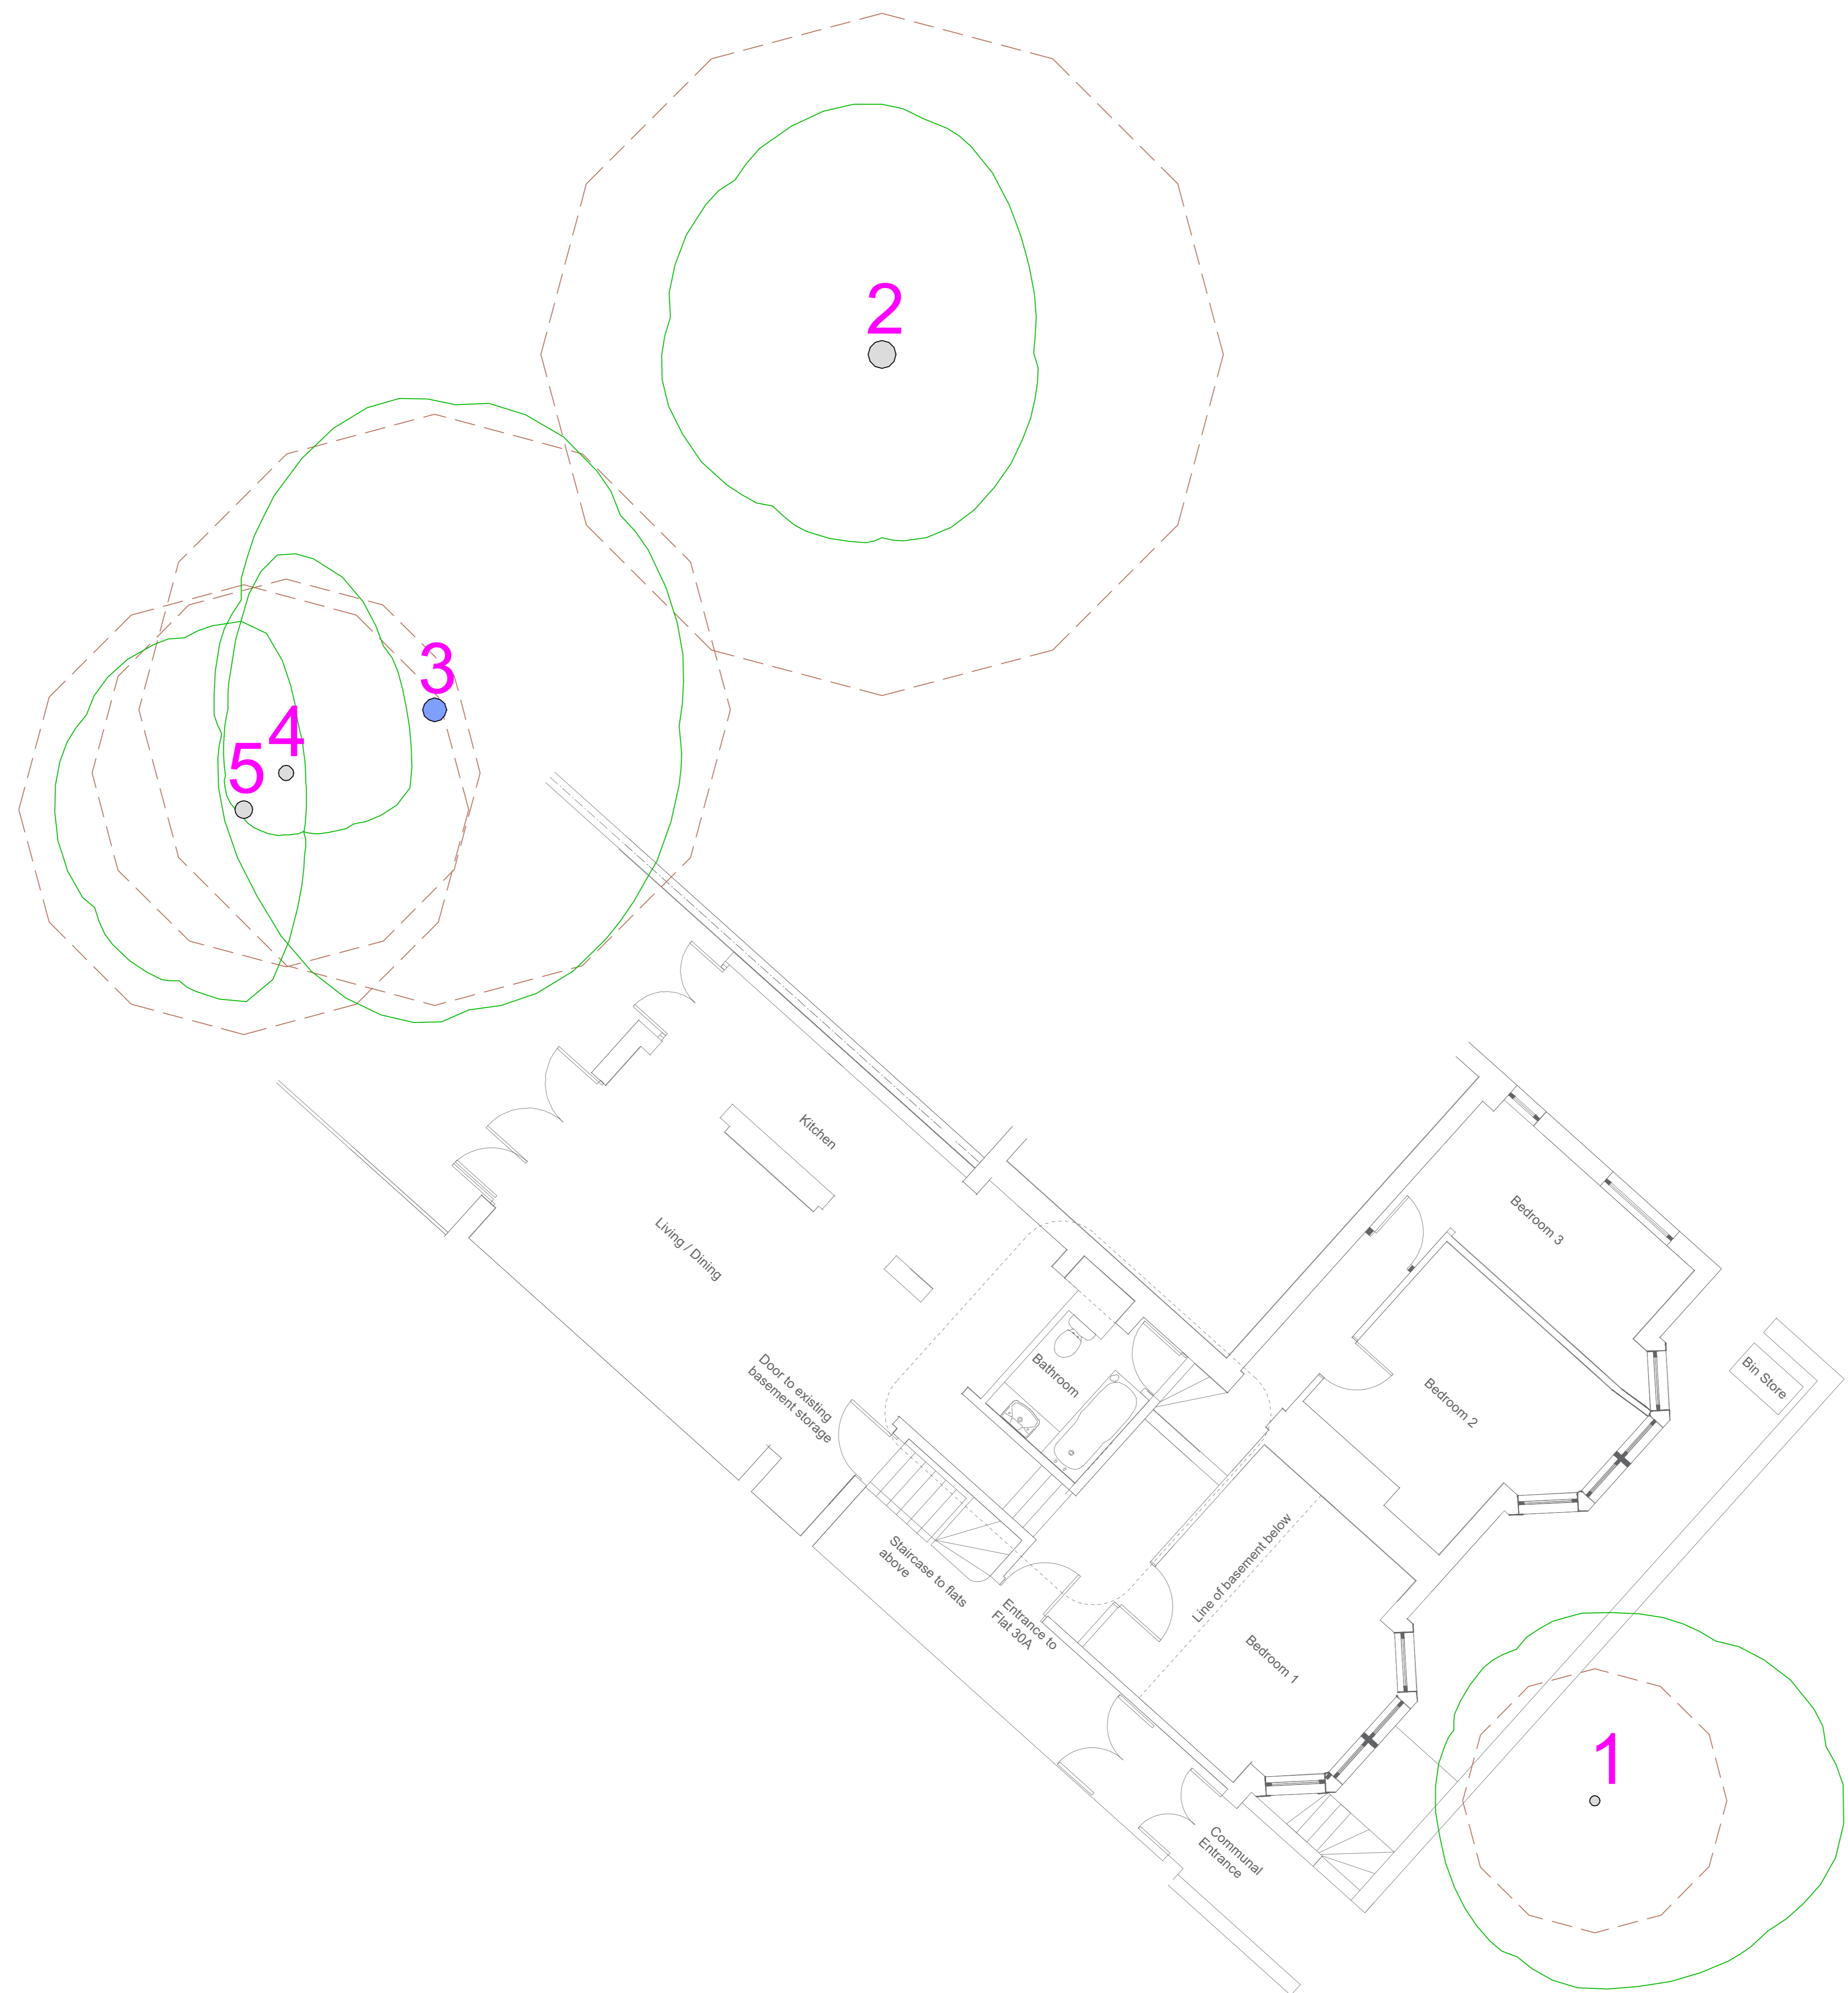 2
3
4
5
Kitchen
Living / Dining
Bedroom 3
Bathroom
Bedroom 2
Bin Store
Door to existing
basement storage
Staircase to flats
above
Entrance to
Flat 30A
Line of basement below
Bedroom 1
1
Communal
Entrance